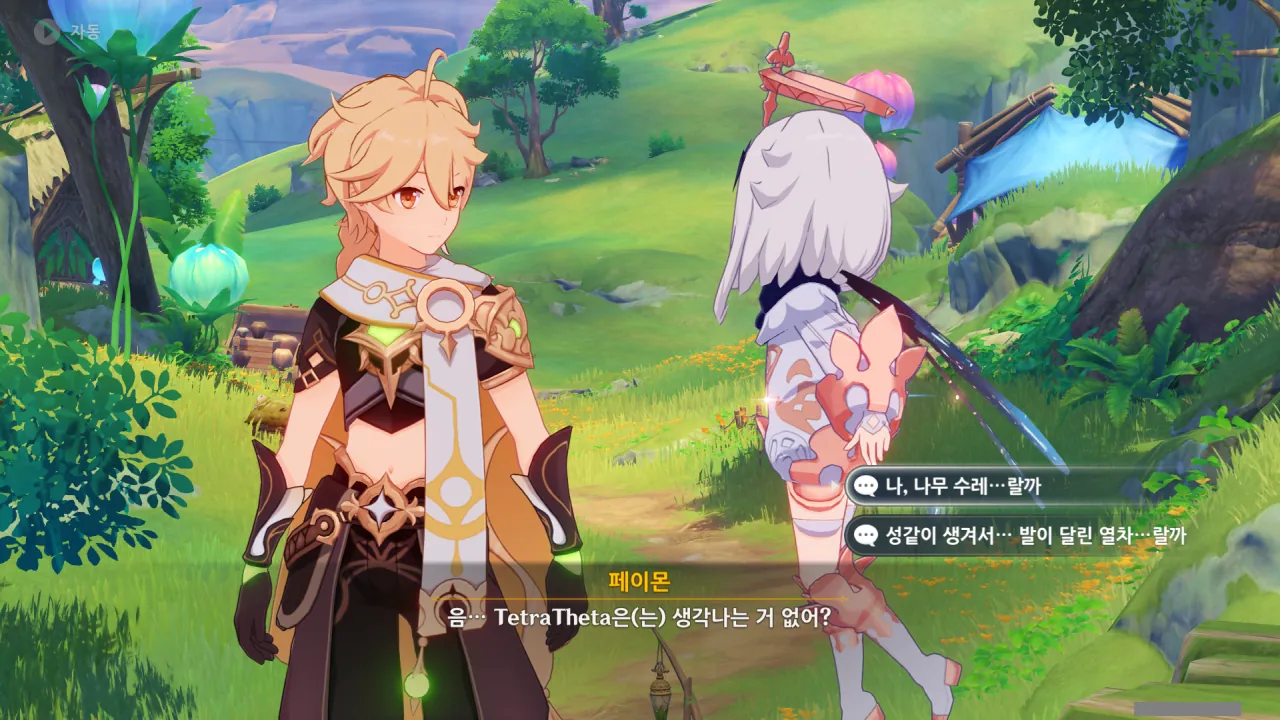 자동
나, 나무 수레…랄까
성같이 생겨서… 발이 달린 열차…랄까
페이몬
음… TetraTheta은(는) 생각나는 거 없어?